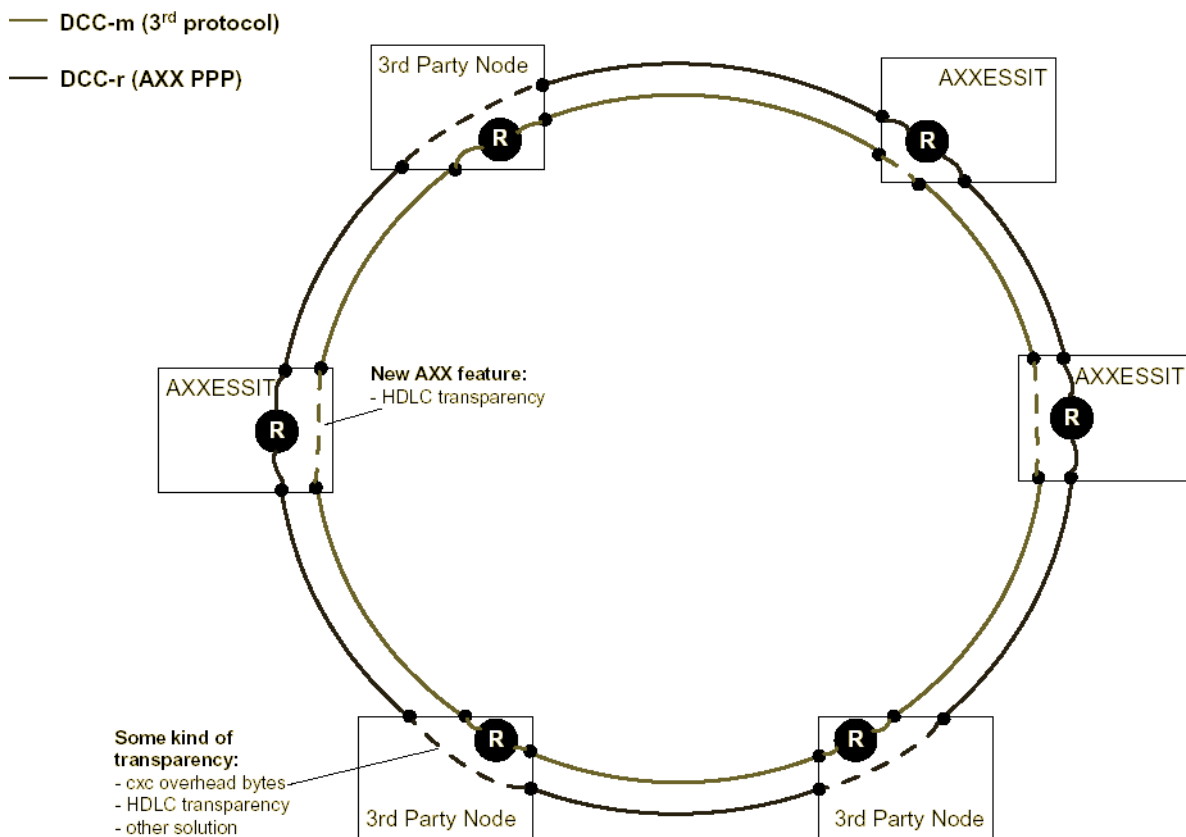 DCC-m (3rd protocol)
DCC-r (AXX PPP)
3rd Party Node
R
AXXESSIT
R
AXXESSIT
R
New AXX feature:
- HDLC transparency
AXXESSIT
R
Some kind of
transparency:
- cxc overhead bytes
- HDLC transparency
- other solution
R
3rd Party Node
R
3rd Party Node